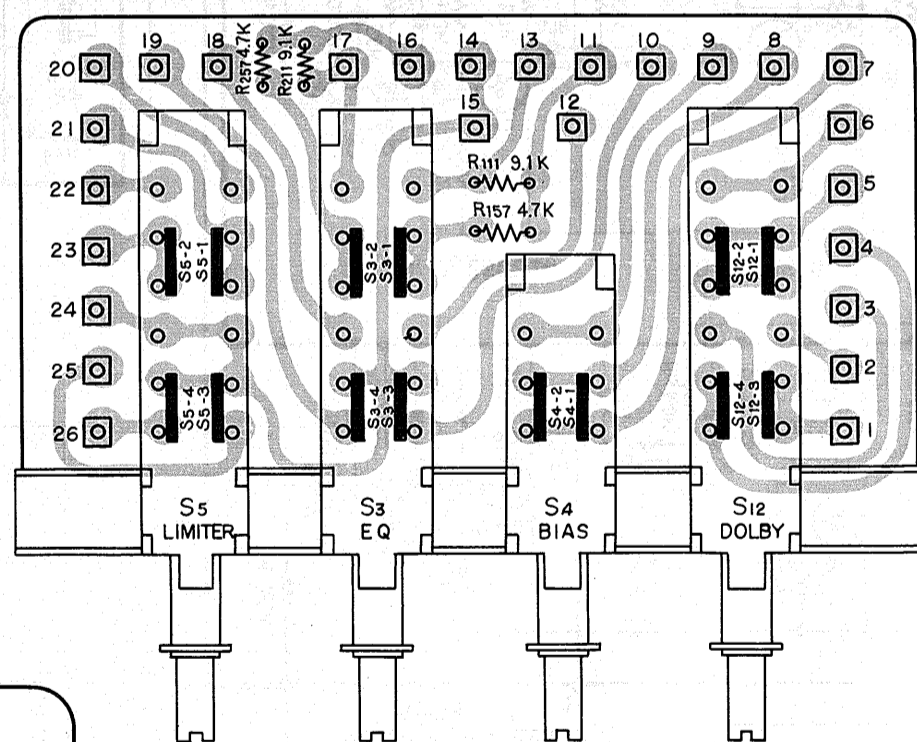 20
19
18
R257 4.7K
R211 9.1K
17
16
14
13
11
10
9
8
7
21
15
12
6
22
R111 9.1K
5
R157 4.7K
23
S5-2
S5-1
S3-2
S3-1
S12-2
S12-1
4
24
3
25
S5-4
S5-3
S3-4
S3-3
S4-2
S4-1
S12-4
S12-3
2
26
1
S5
LIMITER
S3
EQ
S4
BIAS
S12
DOLBY